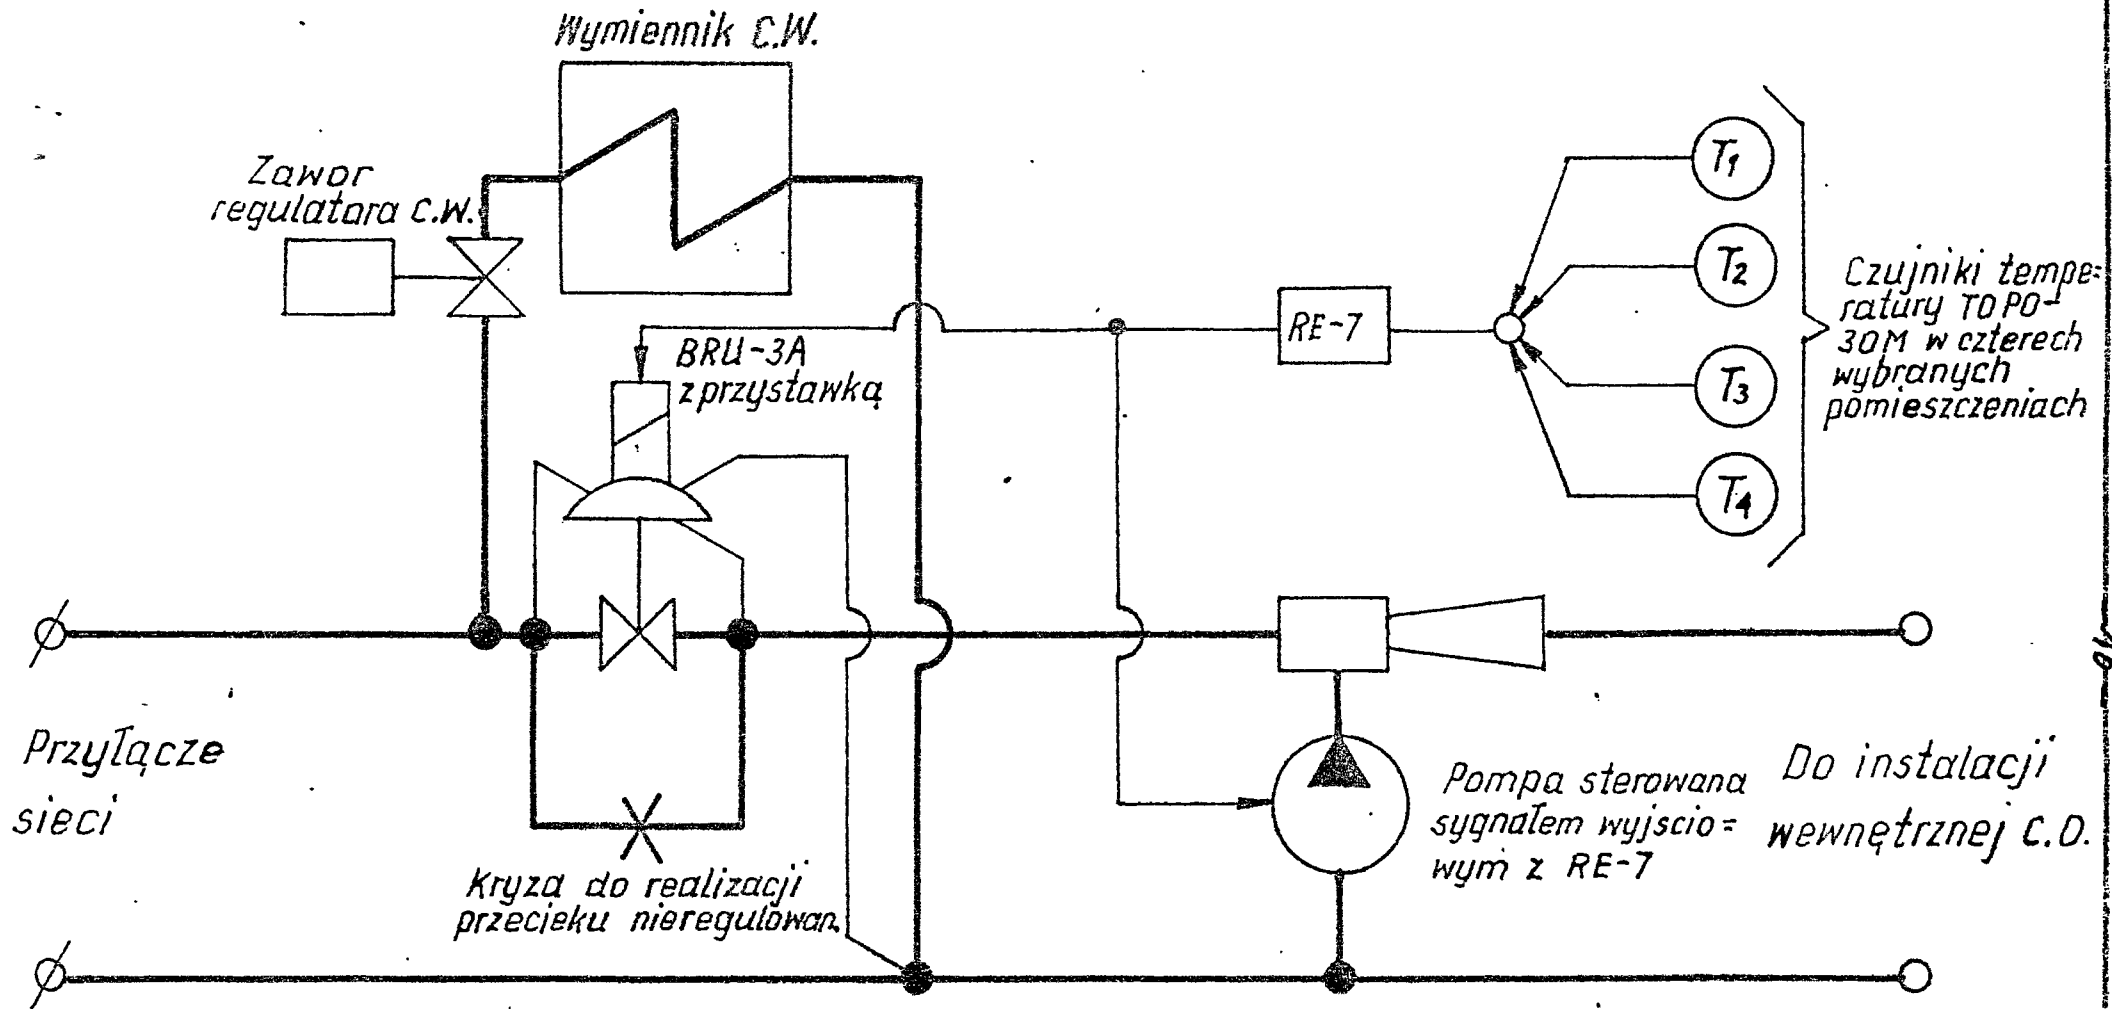 Wymiennik C.W.
Zawor
regulatora C.W.
BRU-3A
z przystawką
RE-7
T1
T2
T3
T4
Czujniki tempe=
ratury TOPO-
30M w czterech
wybranych
pomieszczeniach
Przyłącze
sieci
Kryza do realizacji
przecieku nieregulowan.
Pompa sterowana
sygnałem wyjscio=
wym z RE-7
Do instalacji
wewnętrznej C.O.